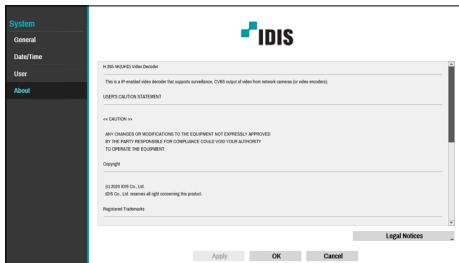 System
General
Date/Time
User
About
IDIS
H.265 4K(UHD) Video Decoder
This is a IP-enabled video decoder that supports surveillance, CVBS output of video from network cameras (or video encoders).
USER'S CAUTION STATEMENT
<< CAUTION >>
ANY CHANGES OR MODIFICATIONS TO THE EQUIPMENT NOT EXPRESSLY APPROVED
BY THE PARTY RESPONSIBLE FOR COMPLIANCE COULD VOID YOUR AUTHORITY
TO OPERATE THE EQUIPMENT.
Copyright
(c) 2020 IDIS Co., Ltd.
IDIS Co., Ltd. reserves all right concerning this product.
Registered Trademarks
Legal Notices
Apply
OK
Cancel